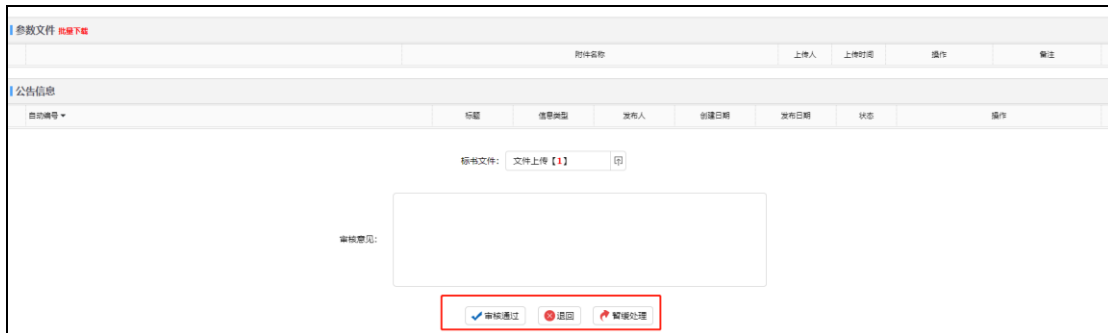 参数文件 批量下载
附件名称 上传人 上传时间 操作 备注
公告信息
自动编号 标题 信息类型 发布人 创建日期 发布日期 状态 操作
标书文件: 文件上传【1】
审核意见:
审核通过 退回 暂缓处理